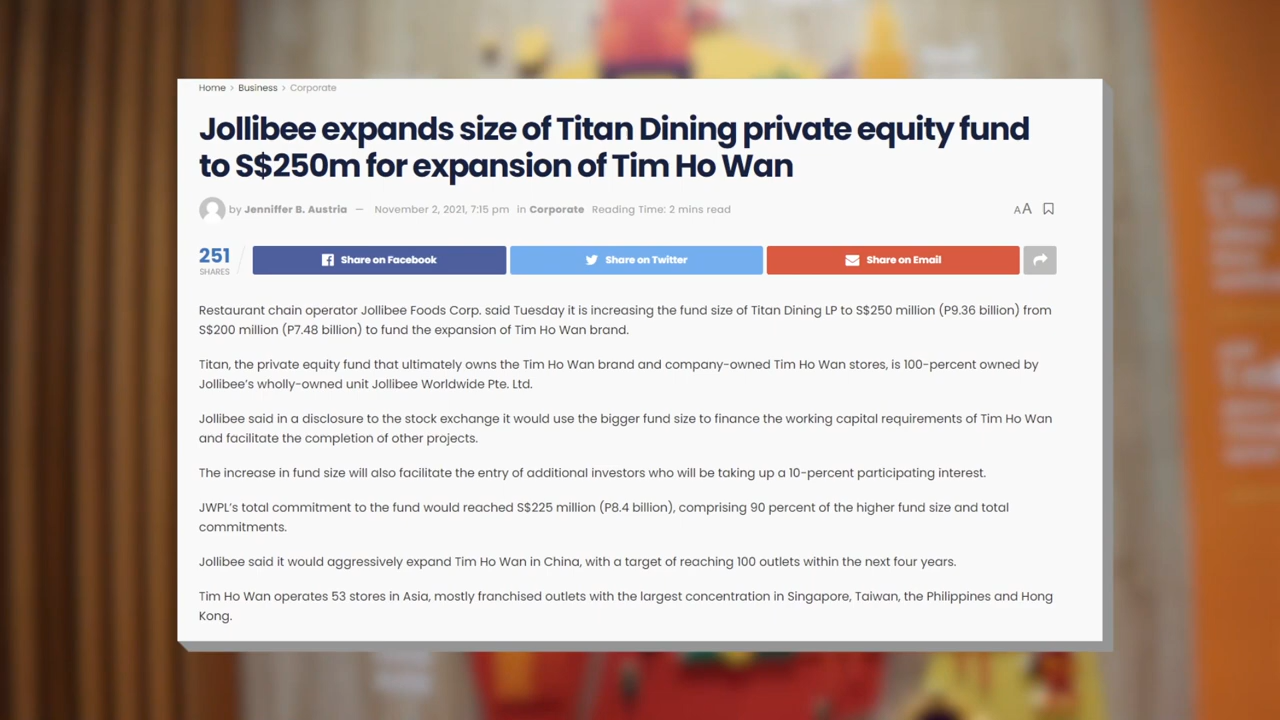 Home > Business > Corporate
Jollibee expands size of Titan Dining private equity fund
to S$250m for expansion of Tim Ho Wan
by Jenniffer B. Austria — November 2, 2021, 7:15 pm in Corporate Reading Time: 2 mins read
AA
251
SHARES
Share on Facebook
Share on Twitter
Share on Email
Restaurant chain operator Jollibee Foods Corp. said Tuesday it is increasing the fund size of Titan Dining LP to S$250 million (P9.36 billion) from
S$200 million (P7.48 billion) to fund the expansion of Tim Ho Wan brand.
Titan, the private equity fund that ultimately owns the Tim Ho Wan brand and company-owned Tim Ho Wan stores, is 100-percent owned by
Jollibee's wholly-owned unit Jollibee Worldwide Pte. Ltd.
Jollibee said in a disclosure to the stock exchange it would use the bigger fund size to finance the working capital requirements of Tim Ho Wan
and facilitate the completion of other projects.
The increase in fund size will also facilitate the entry of additional investors who will be taking up a 10-percent participating interest.
JWPL's total commitment to the fund would reached S$225 million (P8.4 billion), comprising 90 percent of the higher fund size and total
commitments.
Jollibee said it would aggressively expand Tim Ho Wan in China, with a target of reaching 100 outlets within the next four years.
Tim Ho Wan operates 53 stores in Asia, mostly franchised outlets with the largest concentration in Singapore, Taiwan, the Philippines and Hong
Kong.